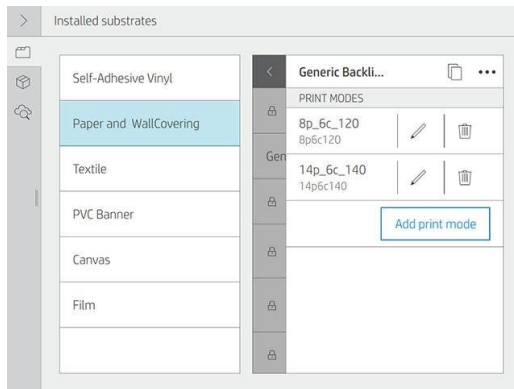 Installed substrates
Self-Adhesive Vinyl
Paper and WallCovering
Textile
PVC Banner
Canvas
Film
Gen
Generic Backli...
PRINT MODES
8p_6c_120
8p6c120
14p_6c_140
14p6c140
Add print mode